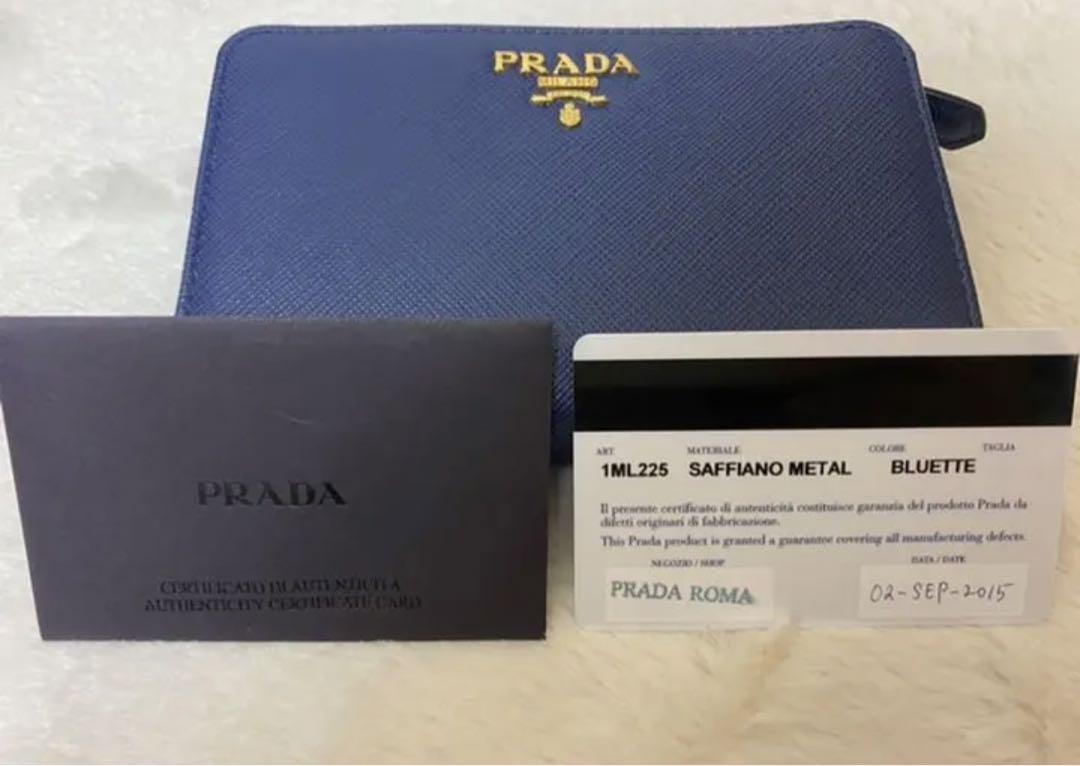 PRADA
MILANO
PRADA
CERTIFICATO DI AUTENTICITÀ
AUTHENTICITY CERTIFICATE CARD
ART MATERIALE COLORE TAGLIA
1ML225 SAFFIANO METAL BLUETTE
Il presente certificato di autenticità costituisce garanzia del prodotto Prada da
difetti originari di fabbricazione.
This Prada product is granted a guarantee covering all manufacturing defects.
NEGOZIO / SHOP DATA / DATE
PRADA ROMA 02-SEP-2015